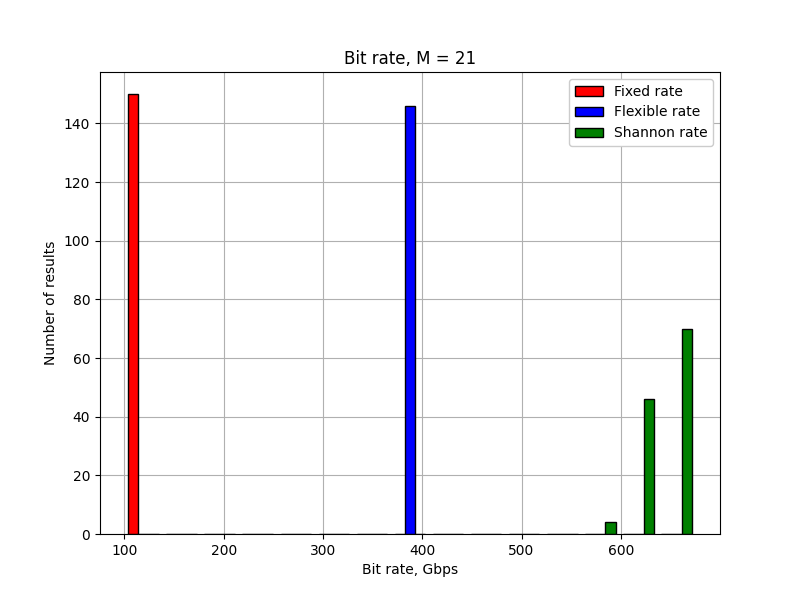 Bit rate, M = 21
Fixed rate
Flexible rate
Shannon rate
Number of results
140
120
100
80
60
40
20
0
100 200 300 400 500 600
Bit rate, Gbps